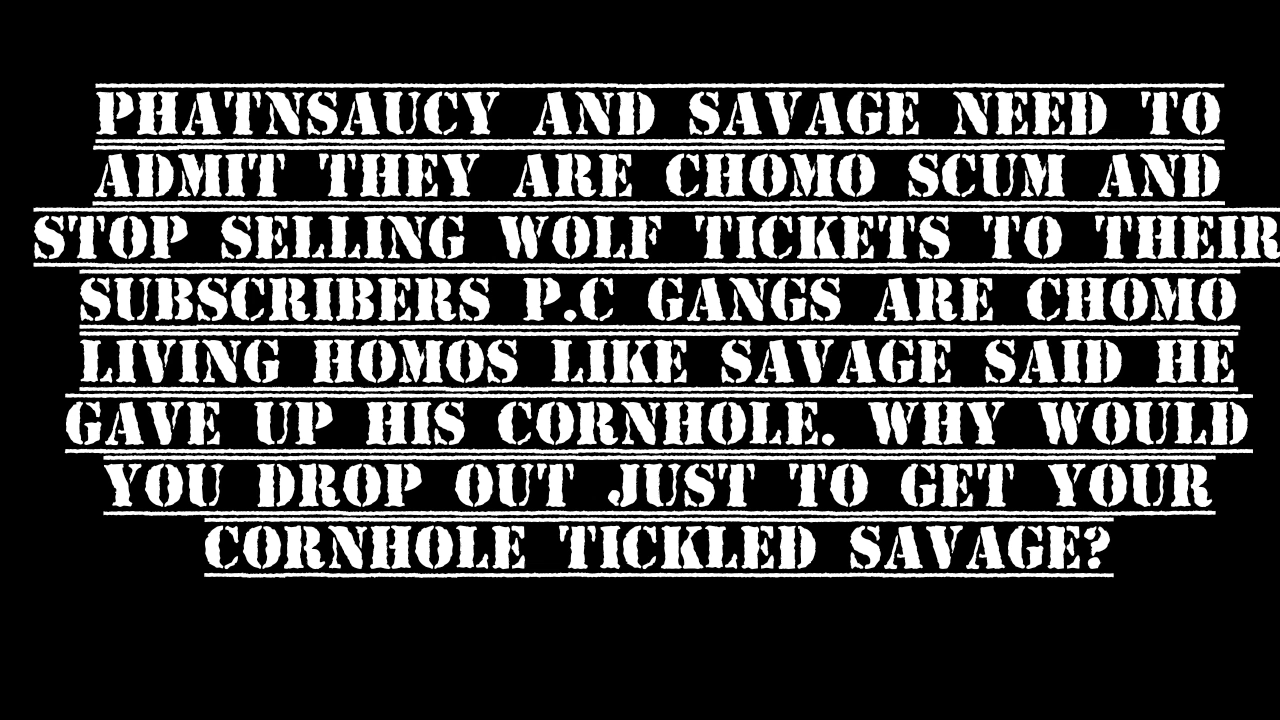 PHATNSAUCY AND SAVAGE NEED TO
ADMIT THEY ARE CHOMO SCUM AND
STOP SELLING WOLF TICKETS TO THEIR
SUBSCRIBERS P.C GANGS ARE CHOMO
LIVING HOMOS LIKE SAVAGE SAID HE
GAVE UP HIS CORNHOLE. WHY WOULD
YOU DROP OUT JUST TO GET YOUR
CORNHOLE TICKLED SAVAGE?